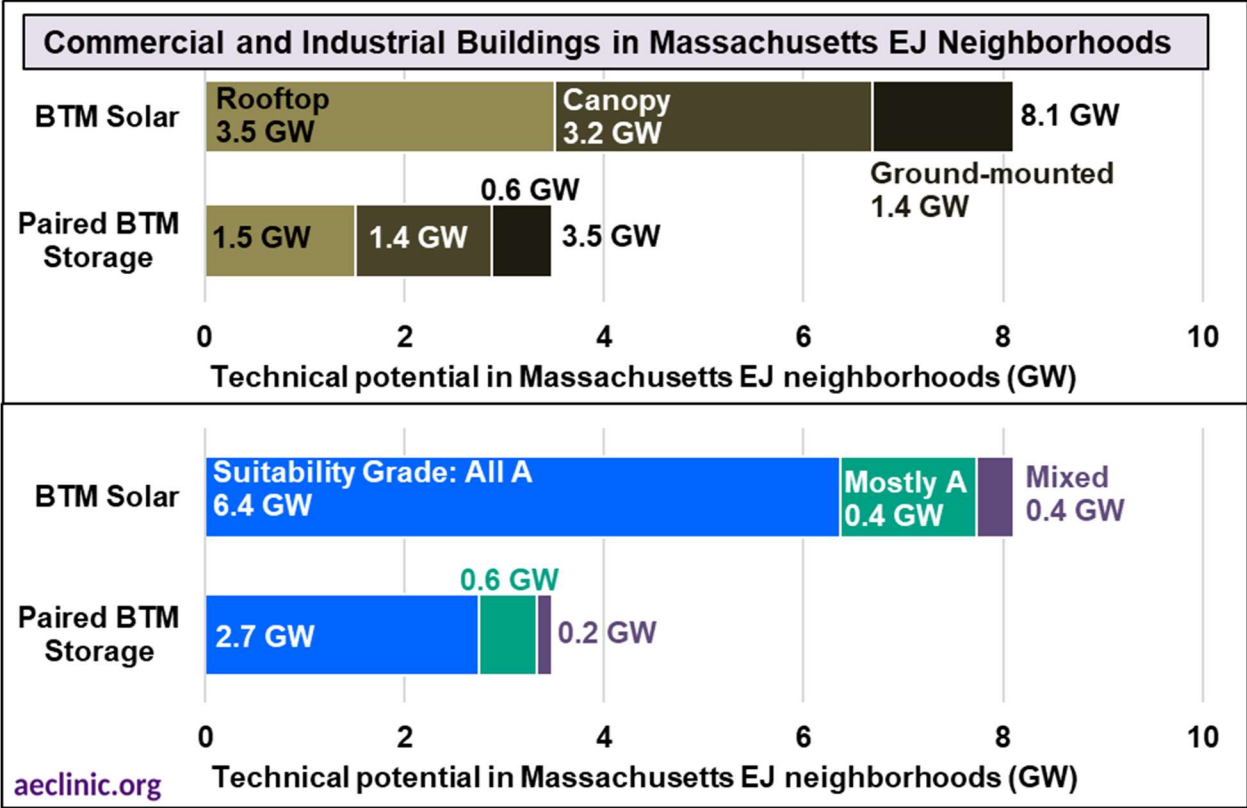 Commercial and Industrial Buildings in Massachusetts EJ Neighborhoods
BTM Solar
Rooftop
3.5 GW
Canopy
3.2 GW
8.1 GW
Ground-mounted
1.4 GW
Paired BTM
Storage
1.5 GW
1.4 GW
0.6 GW
3.5 GW
0 2 4 6 8 10
Technical potential in Massachusetts EJ neighborhoods (GW)
BTM Solar
Suitability Grade: All A
6.4 GW
Mostly A
0.4 GW
Mixed
0.4 GW
Paired BTM
Storage
2.7 GW
0.6 GW
0.2 GW
0 2 4 6 8 10
Technical potential in Massachusetts EJ neighborhoods (GW)
aeclinic.org